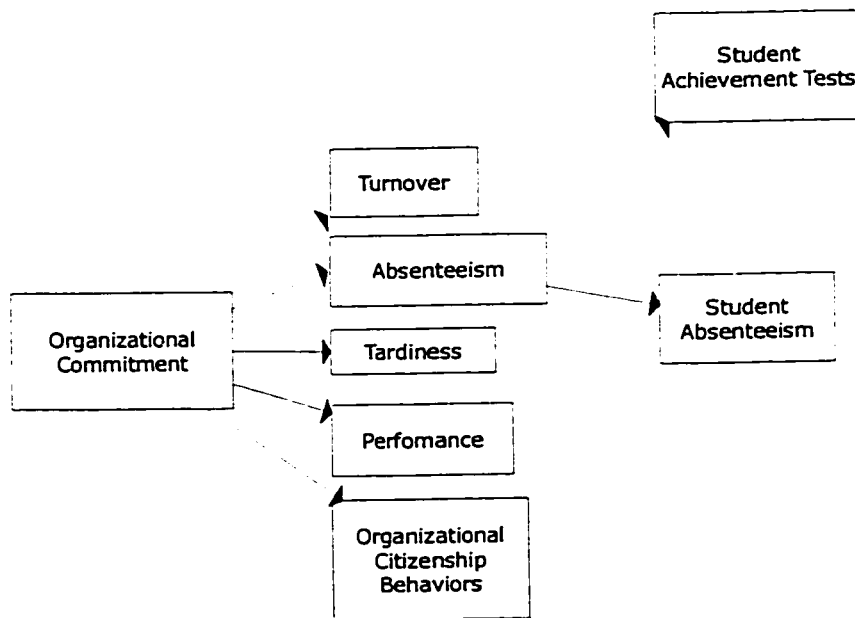 Student
Achievement Tests
Turnover
Absenteeism
Student
Absenteeism
Organizational
Commitment
Tardiness
Perfomance
Organizational
Citizenship
Behaviors